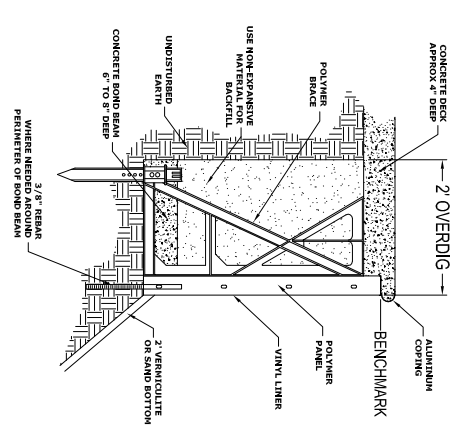 CONCRETE DECK
APPROX 4" DEEP
2' OVERDIG
ALUMINUM
COPING
BENCHMARK
POLYMER
BRACE
USE NON-EXPANSIVE
MATERIAL FOR
BACKFILL
UNDISTURBED
EARTH
CONCRETE BOND BEAM
6" TO 8" DEEP
3/8" REBAR
WHERE NEEDED AROUND
PERIMETER OF BOND BEAM
POLYMER
PANEL
VINYL LINER
2' VERMICULITE
OR SAND BOTTOM